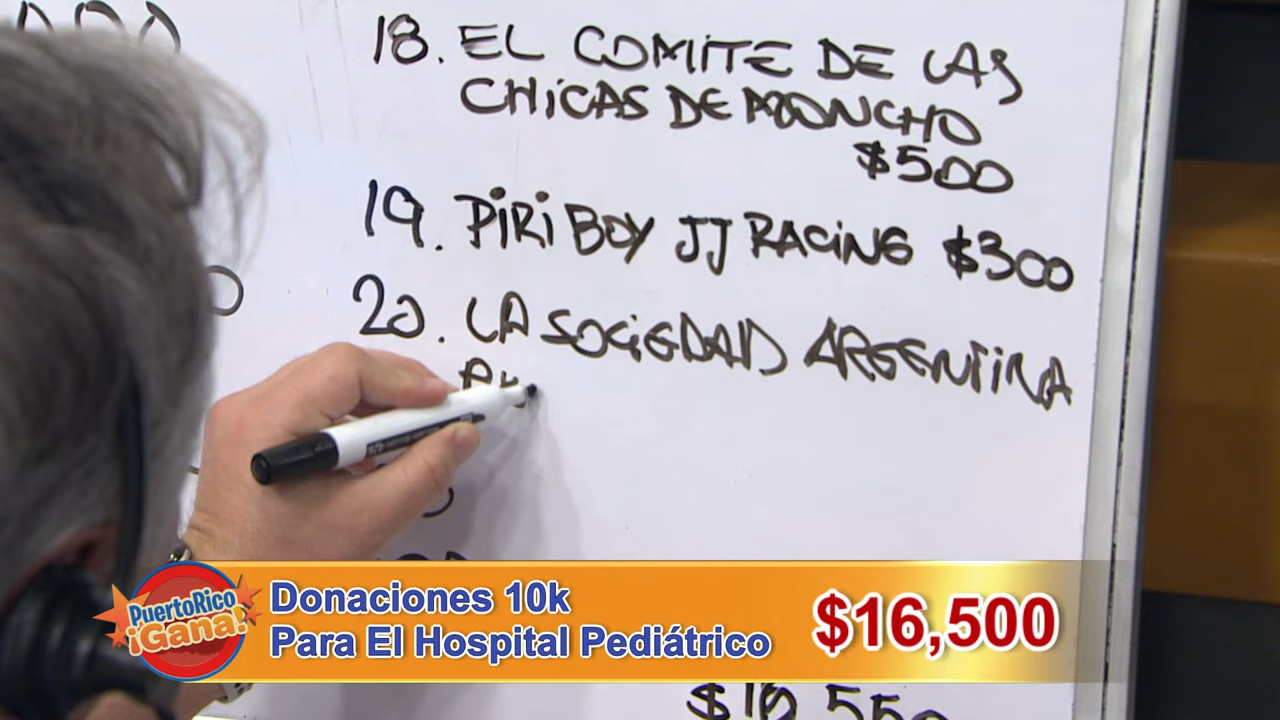 18. EL COMITE DE LAS
CHICAS DE MONCHO
$500
19. PIRI BOY JJ RACING $300
20. LA SOCIEDAD ARGENTINA
PuertoRico
¡Gana!
Donaciones 10k
Para El Hospital Pediátrico
$16,500